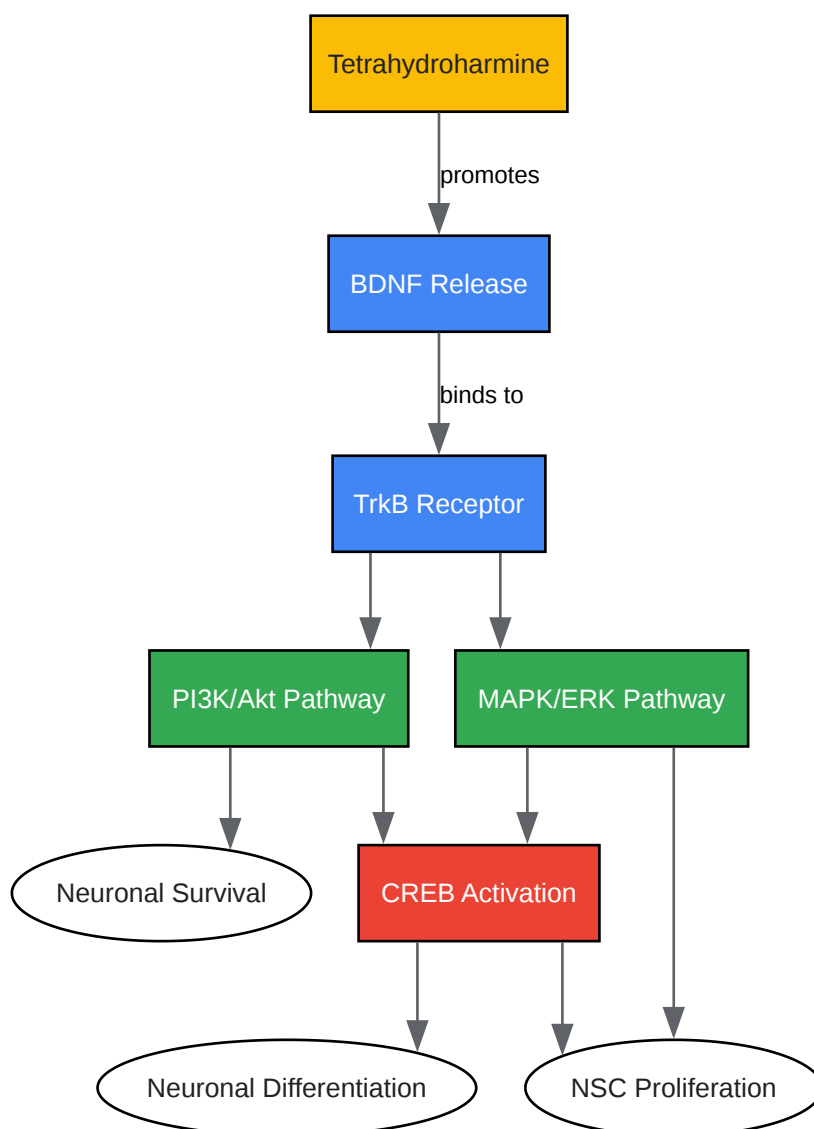 Tetrahydroharmine
promotes
BDNF Release
binds to
TrkB Receptor
PI3K/Akt Pathway
MAPK/ERK Pathway
Neuronal Survival
CREB Activation
Neuronal Differentiation
NSC Proliferation